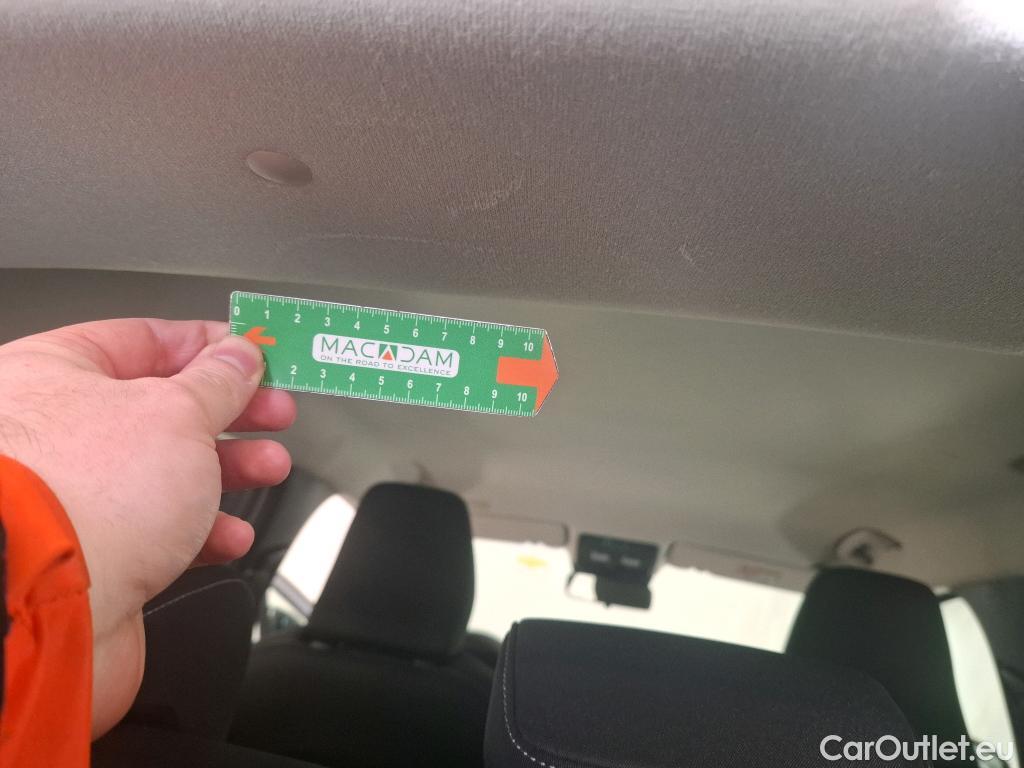 0 1 2 3 4 5 6 7 8 9 10
MACADAM
ON THE ROAD TO EXCELLENCE
2 3 4 5 6 7 8 9 10
CarOutlet.eu